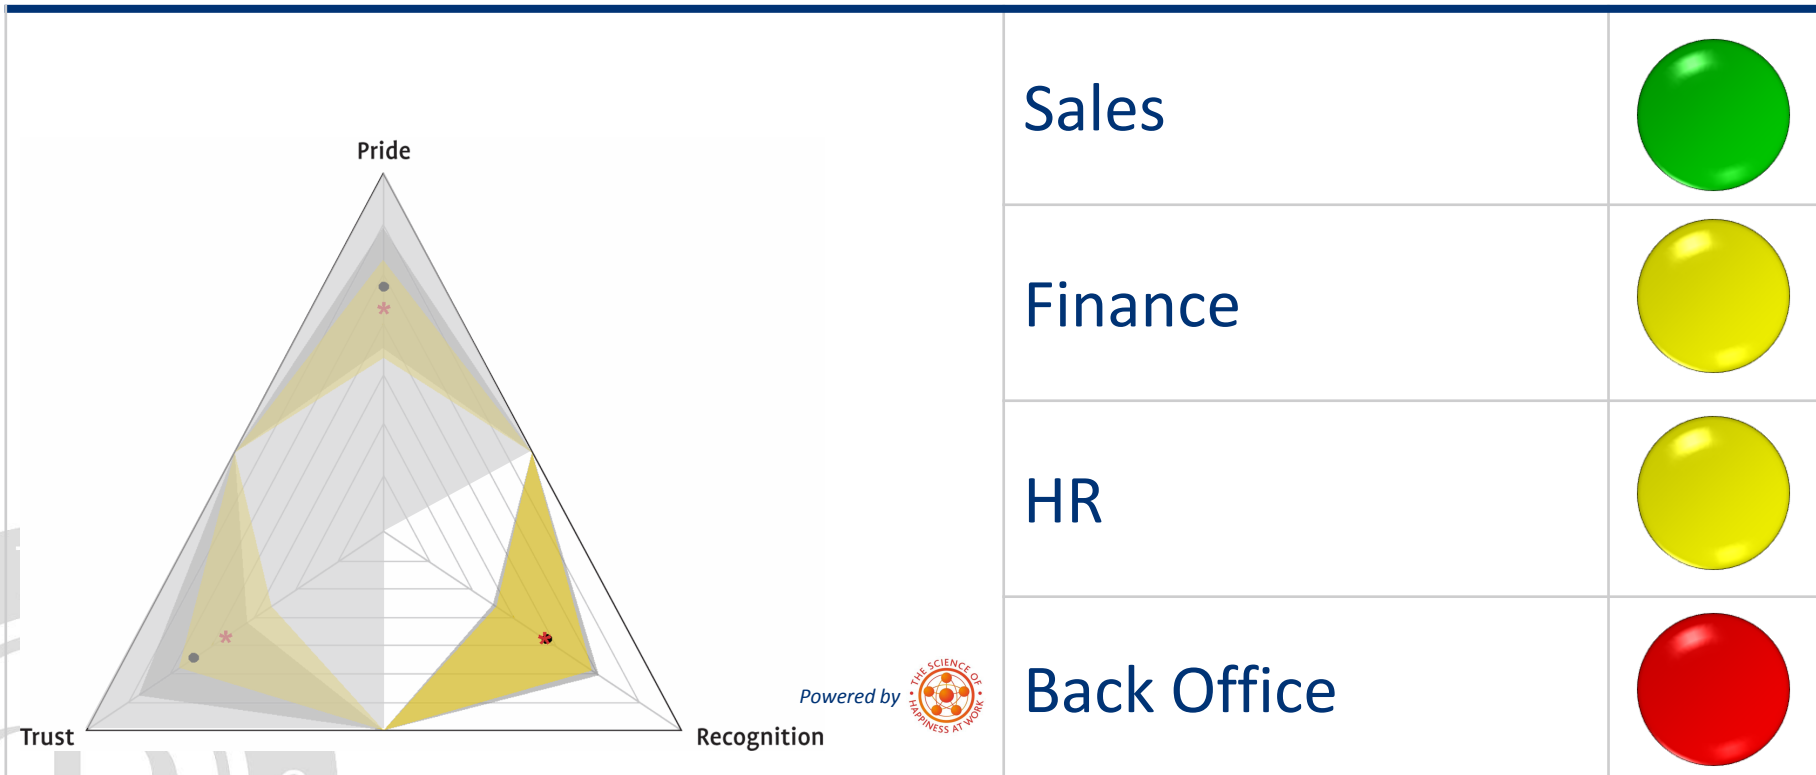 Pride
Trust
Recognition
Powered by
THE SCIENCE OF
HAPPINESS AT WORK
Sales
Finance
HR
Back Office